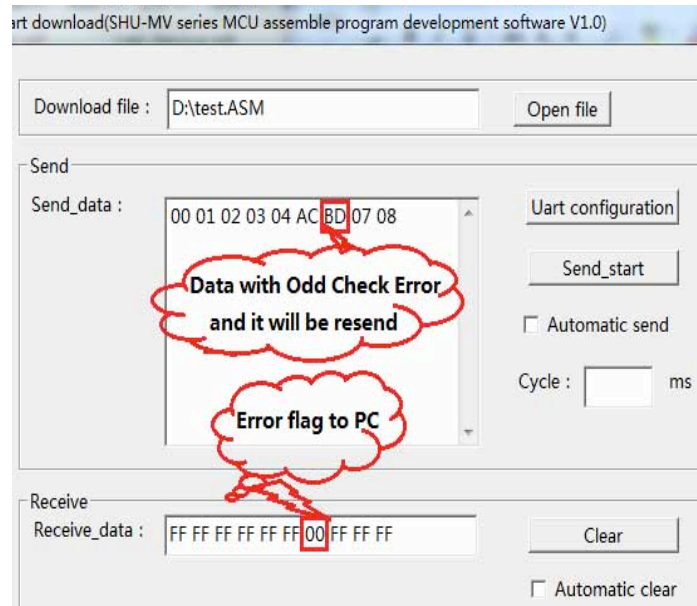 art download(SHU-MV series MCU assemble program development software V1.0)
Download file : D:\test.ASM Open file
Send
Send_data : 00 01 02 03 04 AC BD 07 08 Uart configuration
Data with Odd Check Error
and it will be resend
Send_start
Automatic send
Cycle : ms
Error flag to PC
Receive
Receive_data : FF FF FF FF FF FF 00 FF FF FF Clear
Automatic clear